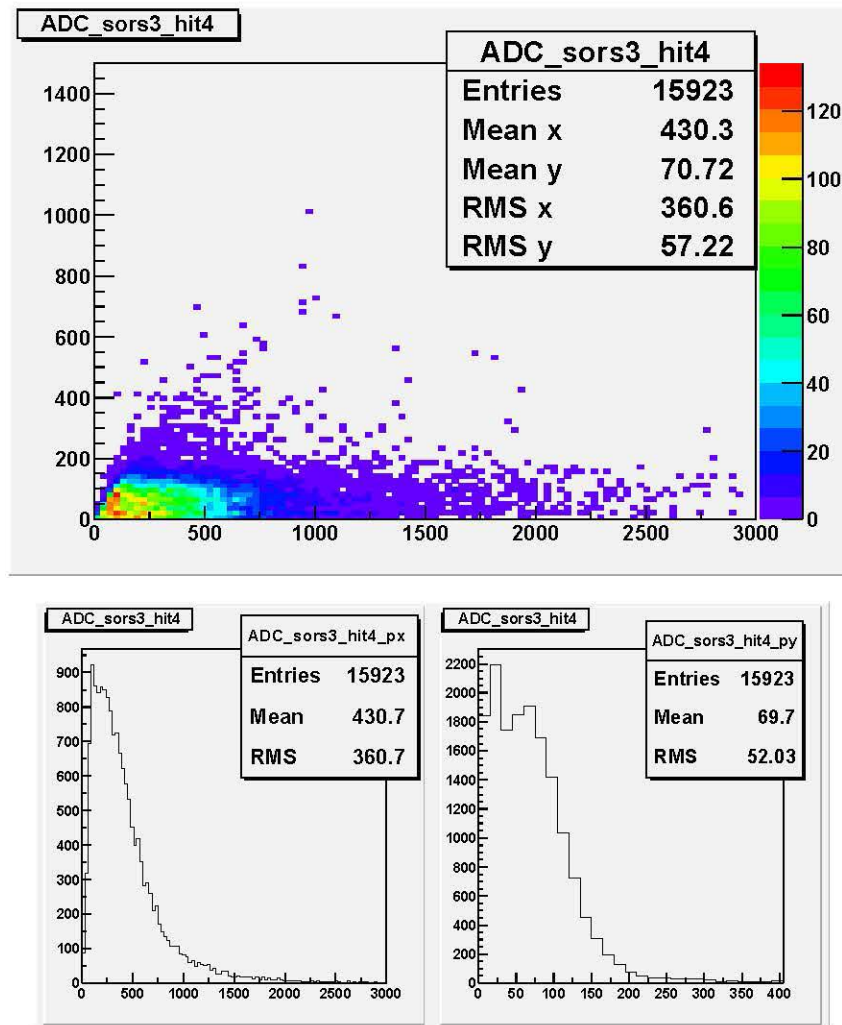 ADC_sors3_hit4
ADC_sors3_hit4
Entries 15923
Mean x 430.3
Mean y 70.72
RMS x 360.6
RMS y 57.22
1400
1200
1000
800
600
400
200
0
0 500 1000 1500 2000 2500 3000
120
100
80
60
40
20
0
ADC_sors3_hit4
ADC_sors3_hit4_px
Entries 15923
Mean 430.7
RMS 360.7
900
800
700
600
500
400
300
200
100
0
0 500 1000 1500 2000 2500 3000
ADC_sors3_hit4
ADC_sors3_hit4_py
Entries 15923
Mean 69.7
RMS 52.03
2200
2000
1800
1600
1400
1200
1000
800
600
400
200
0
0 50 100 150 200 250 300 350 400